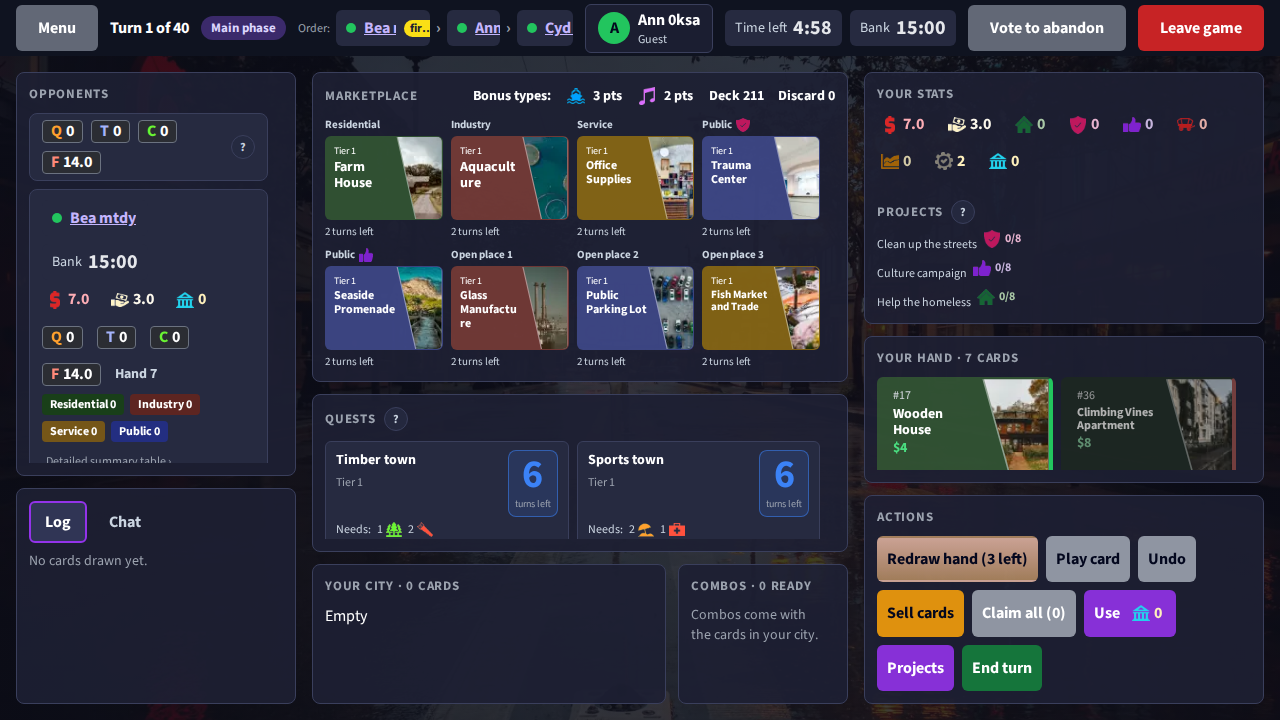 Menu
Turn 1 of 40
Main phase
Order:
Bea
fir..
›
Ann
›
Cyd
A
Ann 0ksa
Guest
Time left 4:58
Bank 15:00
Vote to abandon
Leave game
OPPONENTS
Q 0
T 0
C 0
F 14.0
?
Bea mtdy
Bank 15:00
7.0
3.0
0
Q 0
T 0
C 0
F 14.0
Hand 7
Residential 0
Industry 0
Service 0
Public 0
Detailed summary table ›
Log
Chat
No cards drawn yet.
MARKETPLACE
Bonus types:
3 pts
2 pts
Deck 211
Discard 0
Residential
Industry
Service
Public
Tier 1
Farm
House
Tier 1
Aquacult
ure
Tier 1
Office
Supplies
Tier 1
Trauma
Center
2 turns left
2 turns left
2 turns left
2 turns left
Public
Open place 1
Open place 2
Open place 3
Tier 1
Seaside
Promenade
Tier 1
Glass
Manufactu
re
Tier 1
Public
Parking Lot
Tier 1
Fish Market
and Trade
2 turns left
2 turns left
2 turns left
2 turns left
QUESTS
?
Timber town
Tier 1
6
turns left
Needs: 1 2
Sports town
Tier 1
6
turns left
Needs: 2 1
YOUR CITY · 0 CARDS
Empty
COMBOS · 0 READY
Combos come with
the cards in your city.
YOUR STATS
7.0
3.0
0
0
0
0
0
2
0
PROJECTS
?
Clean up the streets 0/8
Culture campaign 0/8
Help the homeless 0/8
YOUR HAND · 7 CARDS
#17
Wooden
House
$4
#36
Climbing Vines
Apartment
$8
ACTIONS
Redraw hand (3 left)
Play card
Undo
Sell cards
Claim all (0)
Use 0
Projects
End turn